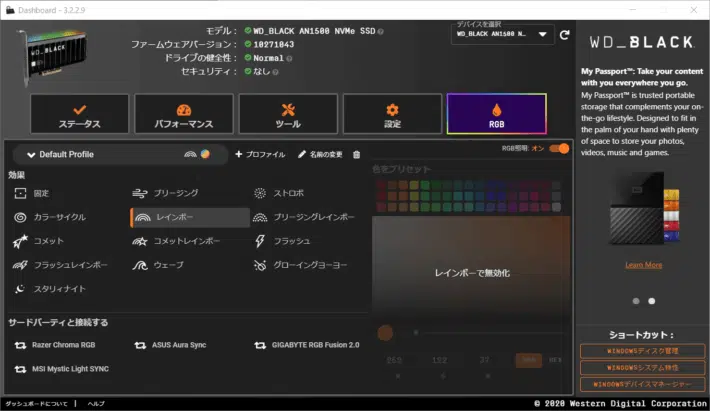 Dashboard - 3.2.2.9
モデル： WD_BLACK AN1500 NVMe SSD
ファームウェアバージョン： 10271043
ドライブの健全性： Normal
セキュリティ： なし
デバイスを選択
WD_BLACK AN1500 N…
WD_BLACK
ステータス
パフォーマンス
ツール
設定
RGB
Default Profile
プロファイル
名前の変更
RGB照明: オン
効果
固定
ブリージング
ストロボ
カラーサイクル
レインボー
ブリージングレインボー
コメット
コメットレインボー
フラッシュ
フラッシュレインボー
ウェーブ
グローイングヨーヨー
スタリィナイト
サードパーティと接続する
Razer Chroma RGB
ASUS Aura Sync
GIGABYTE RGB Fusion 2.0
MSI Mystic Light SYNC
色をプリセット
レインボーで無効化
My Passport™: Take your content
with you everywhere you go.
My Passport™ is trusted portable
storage that complements your on-
the-go lifestyle. Designed to fit in
the palm of your hand with plenty
of space to store your photos,
videos, music and games.
Learn More
ショートカット：
WINDOWSディスク管理
WINDOWSシステム特性
WINDOWSデバイスマネージャー
ダッシュボードについて | ヘルプ
© 2020 Western Digital Corporation